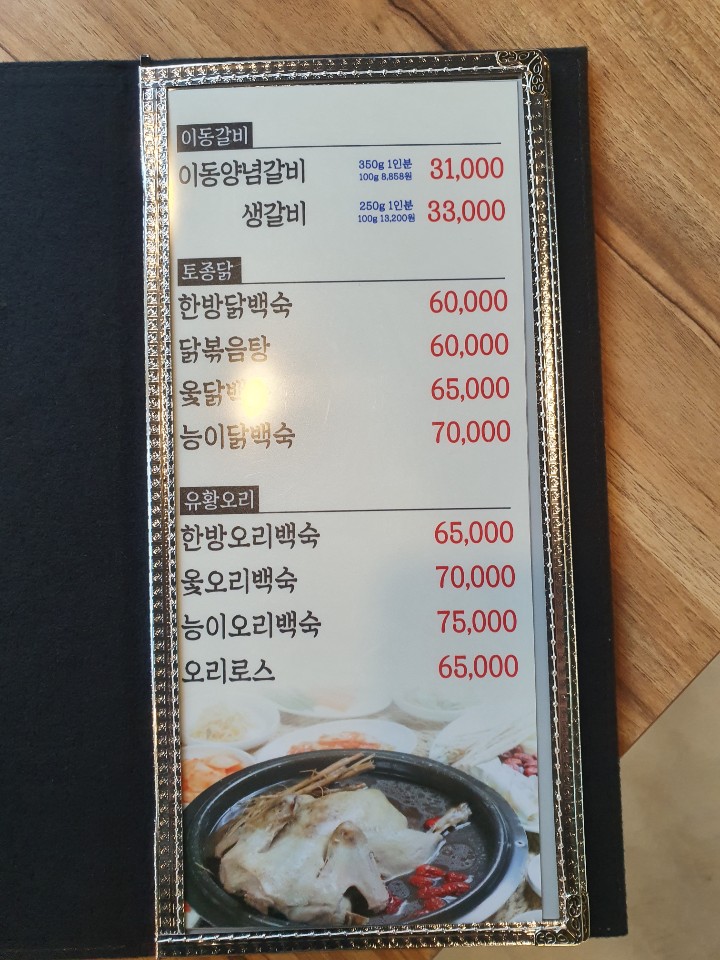 이동갈비
이동양념갈비 350g 1인분 31,000
100g 8,858원
생갈비 250g 1인분 33,000
100g 13,200원
토종닭
한방닭백숙 60,000
닭볶음탕 60,000
옻닭백숙 65,000
능이닭백숙 70,000
유황오리
한방오리백숙 65,000
옻오리백숙 70,000
능이오리백숙 75,000
오리로스 65,000